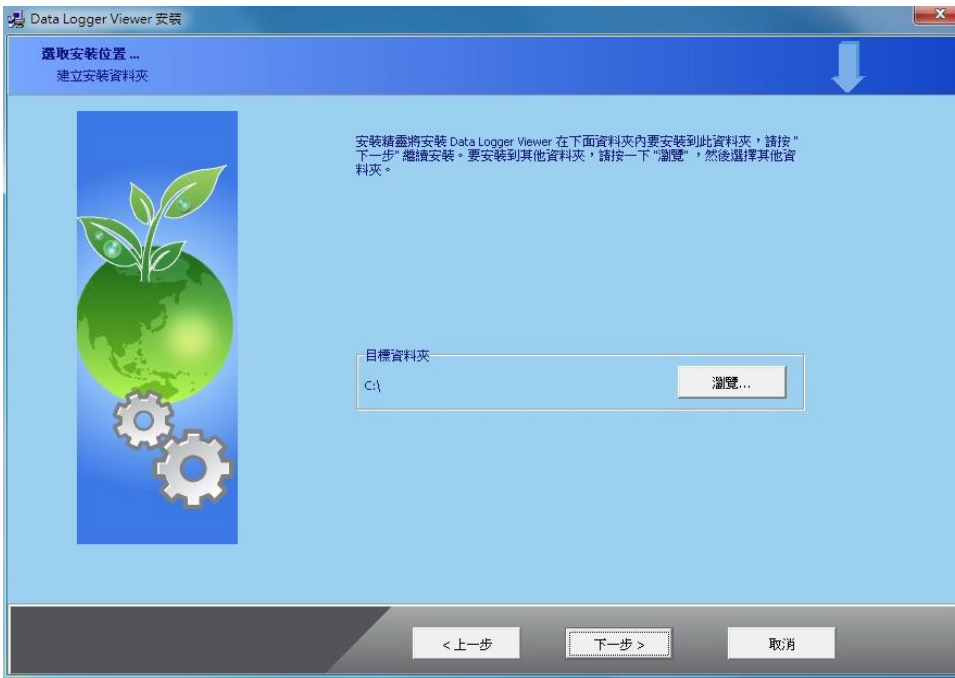 Data Logger Viewer 安裝
選取安裝位置 ...
建立安裝資料夾
安裝精靈將安裝 Data Logger Viewer 在下面資料夾內要安裝到此資料夾，請按 "
下一步" 繼續安裝。要安裝到其他資料夾，請按一下 "瀏覽" ，然後選擇其他資
料夾。
目標資料夾
C:\
瀏覽...
< 上一步
下一步 >
取消